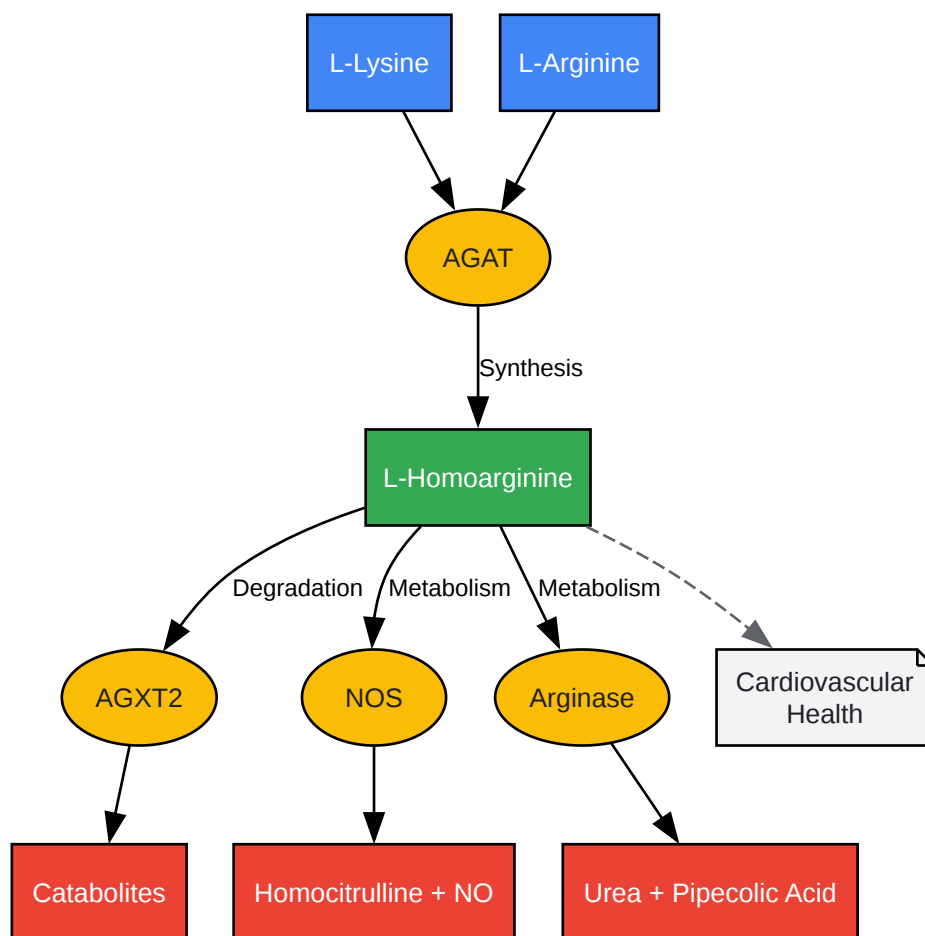 L-Lysine
L-Arginine
AGAT
Synthesis
L-Homoarginine
Degradation
Metabolism
Metabolism
AGXT2
NOS
Arginase
Cardiovascular
Health
Catabolites
Homocitrulline + NO
Urea + Pipecolic Acid